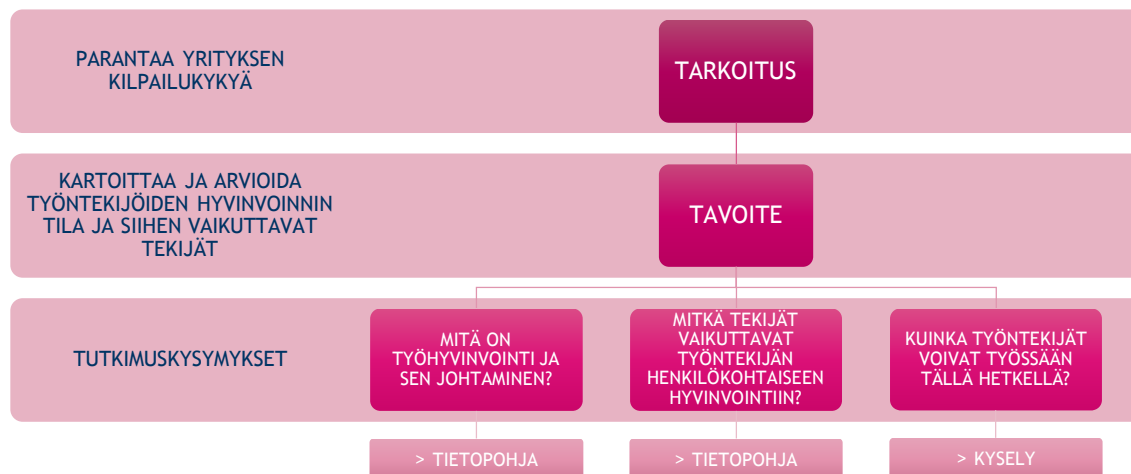 PARANTAA YRITYKSEN
KILPAILUKYKYÄ
TARKOITUS
KARTOITTAA JA ARVIOIDA
TYÖNTEKIJÖIDEN HYVINVOINNIN
TILA JA SIIHEN VAIKUTTAVAT
TEKIJÄT
TAVOITE
TUTKIMUSKYSYMYKSET
MITÄ ON
TYÖHYVINVOINTI JA
SEN JOHTAMINEN?
MITKÄ TEKIJÄT
VAIKUTTAVAT
TYÖNTEKIJÄN
HENKILÖKOHTAISEEN
HYVINVOINTIIN?
KUINKA TYÖNTEKIJÄT
VOIVAT TYÖSSÄÄN
TÄLLÄ HETKELLÄ?
> TIETOPOHJA
> TIETOPOHJA
> KYSELY